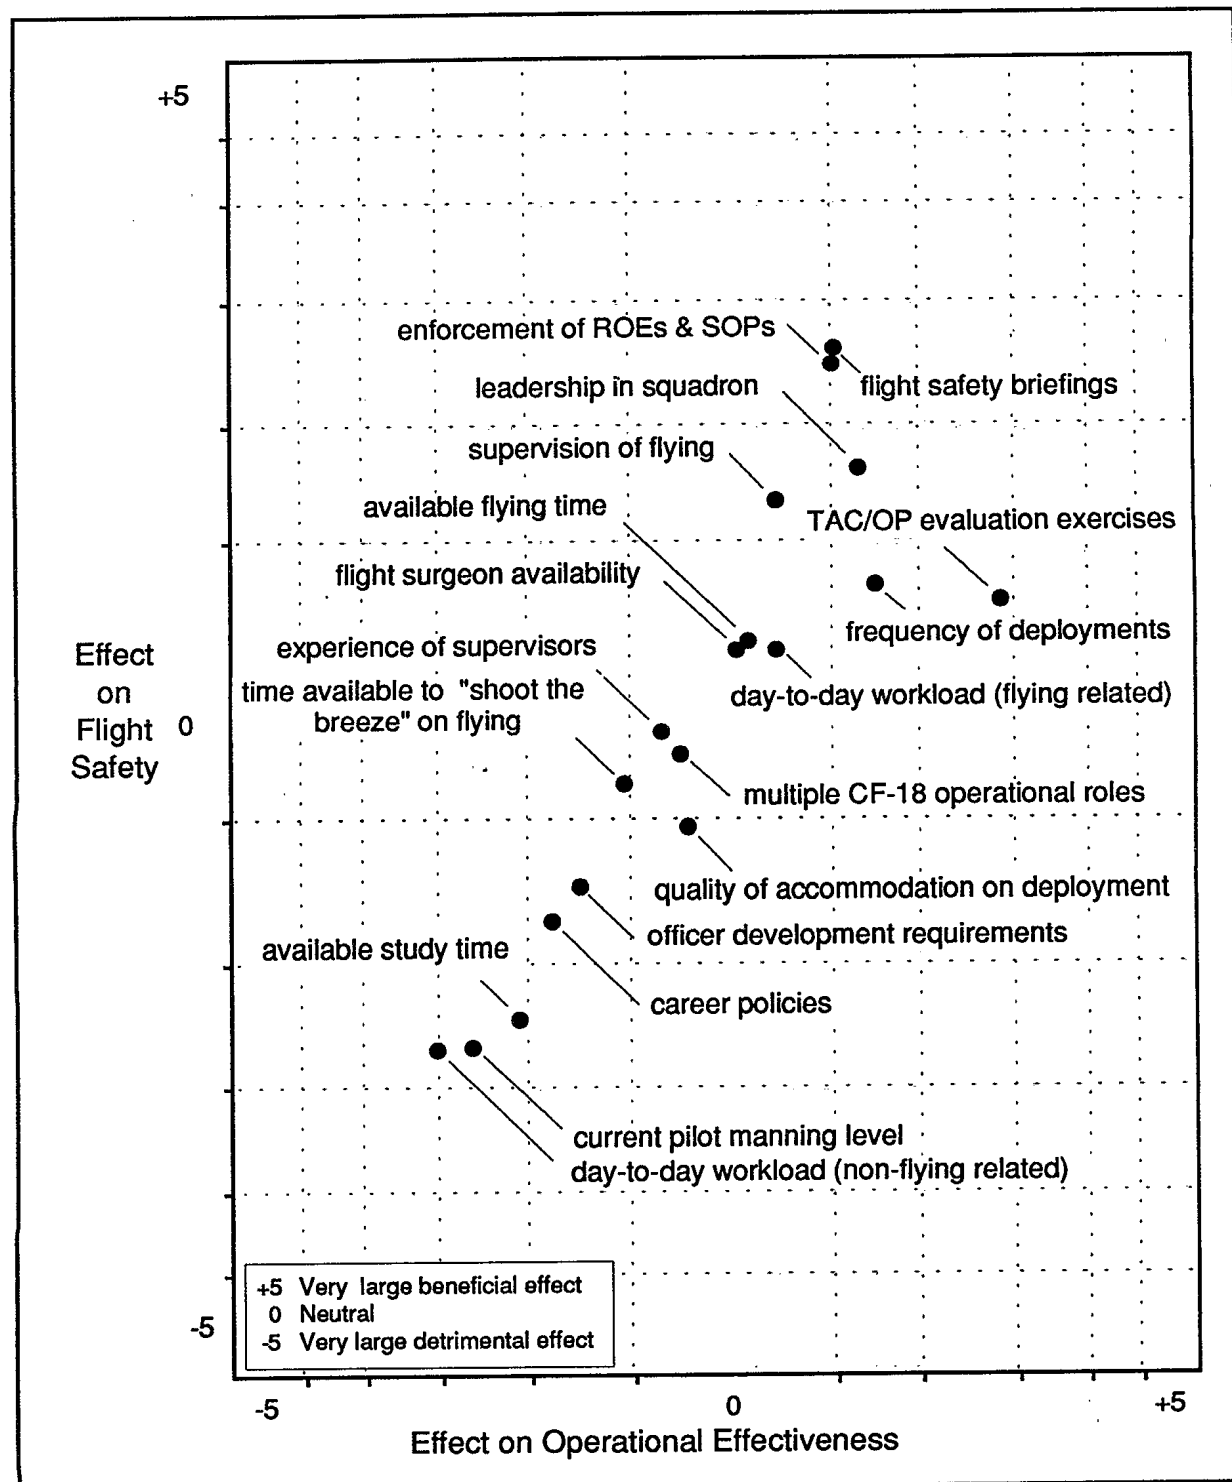 +5
enforcement of ROEs & SOPs
flight safety briefings
leadership in squadron
supervision of flying
available flying time
TAC/OP evaluation exercises
flight surgeon availability
frequency of deployments
experience of supervisors
day-to-day workload (flying related)
time available to "shoot the
breeze" on flying
Effect
on
Flight
Safety
0
multiple CF-18 operational roles
quality of accommodation on deployment
officer development requirements
available study time
career policies
current pilot manning level
day-to-day workload (non-flying related)
+5 Very large beneficial effect
0 Neutral
-5 Very large detrimental effect
-5
-5
0
+5
Effect on Operational Effectiveness